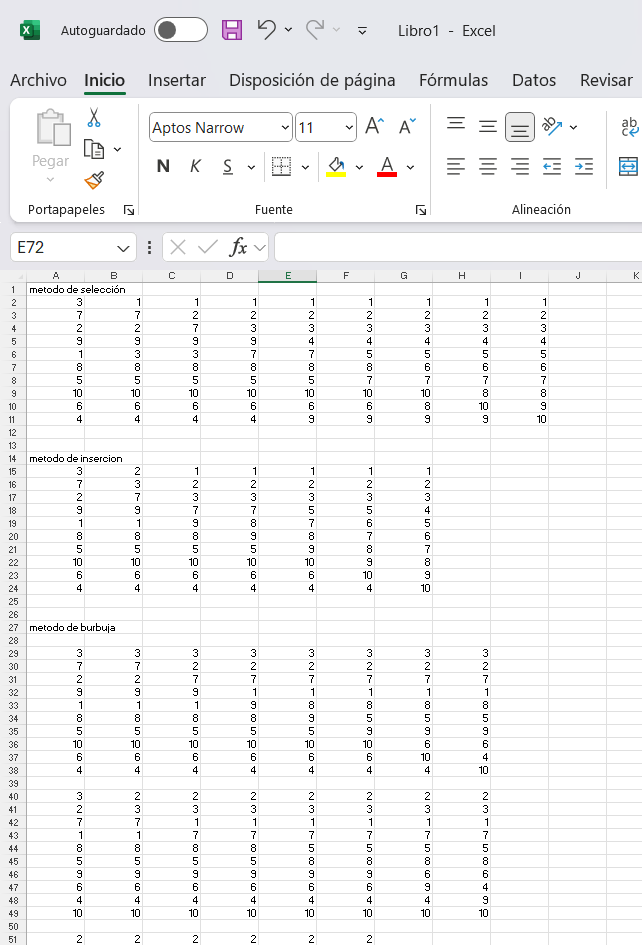 Autoguardado Libro1 - Excel
Archivo Inicio Insertar Disposición de página Fórmulas Datos Revisar
Aptos Narrow 11 ab
Pegar N K S A
Portapapeles Fuente Alineación
E72 fx
A B C D E F G H I J K
1 metodo de selección
2 3 1 1 1 1 1 1 1 1
3 7 7 2 2 2 2 2 2 2
4 2 2 7 3 3 3 3 3 3
5 9 9 9 9 4 4 4 4 4
6 1 3 3 7 7 5 5 5 5
7 8 8 8 8 8 8 6 6 6
8 5 5 5 5 5 7 7 7 7
9 10 10 10 10 10 10 10 8 8
10 6 6 6 6 6 6 8 10 9
11 4 4 4 4 9 9 9 9 10
12
13
14 metodo de insercion
15 3 2 1 1 1 1 1
16 7 3 2 2 2 2 2
17 2 7 3 3 3 3 3
18 9 9 7 7 5 5 4
19 1 1 9 8 7 6 5
20 8 8 8 9 8 7 6
21 5 5 5 5 9 8 7
22 10 10 10 10 10 9 8
23 6 6 6 6 6 10 9
24 4 4 4 4 4 4 10
25
26
27 metodo de burbuja
28
29 3 3 3 3 3 3 3 3
30 7 7 2 2 2 2 2 2
31 2 2 7 7 7 7 7 7
32 9 9 9 1 1 1 1 1
33 1 1 1 9 8 8 8 8
34 8 8 8 8 9 5 5 5
35 5 5 5 5 5 9 9 9
36 10 10 10 10 10 10 6 6
37 6 6 6 6 6 6 10 4
38 4 4 4 4 4 4 4 10
39
40 3 2 2 2 2 2 2 2
41 2 3 3 3 3 3 3 3
42 7 7 1 1 1 1 1 1
43 1 1 7 7 7 7 7 7
44 8 8 8 8 5 5 5 5
45 5 5 5 5 8 8 8 8
46 9 9 9 9 9 9 6 6
47 6 6 6 6 6 6 9 4
48 4 4 4 4 4 4 4 9
49 10 10 10 10 10 10 10 10
50
51 2 2 2 2 2 2